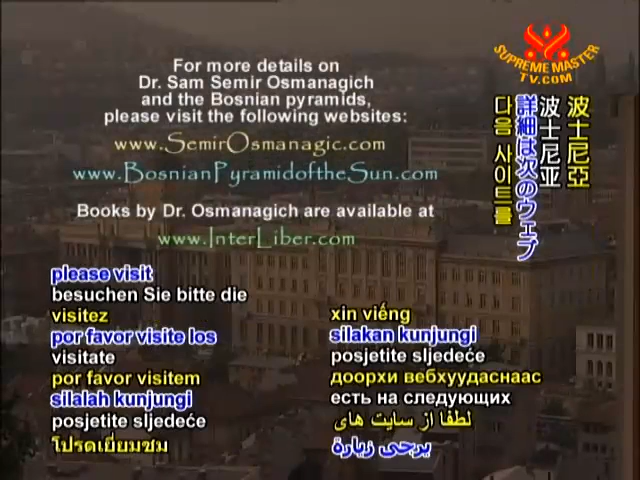 For more details on
Dr. Sam Semir Osmanagich
and the Bosnian pyramids,
please visit the following websites:
www.SemirOsmanagic.com
www.BosnianPyramidoftheSun.com
Books by Dr. Osmanagich are available at
www.InterLiber.com
please visit
besuchen Sie bitte die
visitez
por favor visite los
visitate
por favor visitem
silalah kunjungi
posjetite sljedeće
โปรดเยี่ยมชม
xin viếng
silakan kunjungi
posjetite sljedeće
доорхи вебхуудаснаас
есть на следующих
لطفا از سایت های
يرجى زيارة
SUPREME MASTER
TV.COM
波士尼亞
波士尼亚
詳細は次のウェブ
다음 사이트를